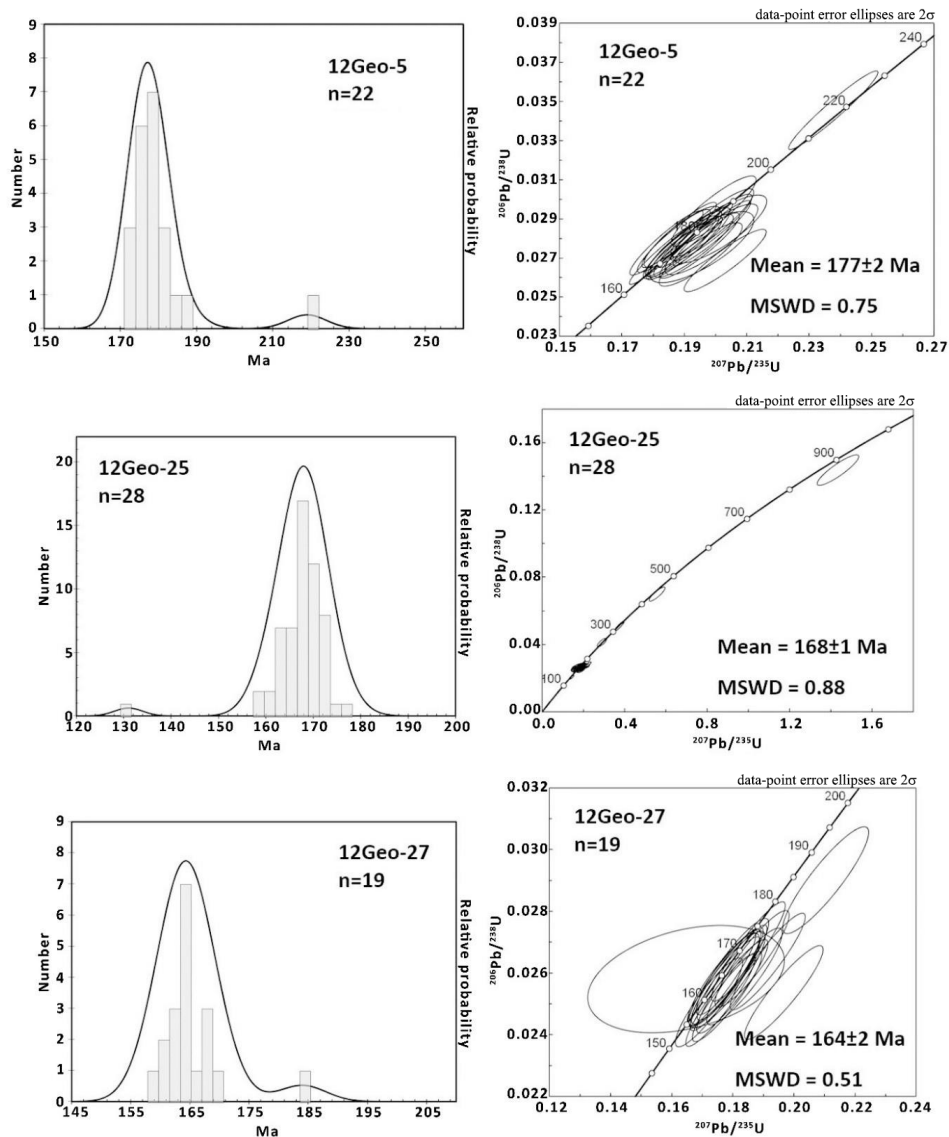 9
8
7
6
5
4
3
2
1
0
Number
12Geo-5
n=22
Relative probability
150 170 190 210 230 250
Ma
data-point error ellipses are 2σ
0.039
0.037
0.035
0.033
0.031
0.029
0.027
0.025
0.023
²⁰⁶Pb/²³⁸U
12Geo-5
n=22
240
220
200
160
Mean = 177±2 Ma
MSWD = 0.75
0.15 0.17 0.19 0.21 0.23 0.25 0.27
²⁰⁷Pb/²³⁵U
20
15
10
5
0
Number
12Geo-25
n=28
Relative probability
120 130 140 150 160 170 180 190 200
Ma
data-point error ellipses are 2σ
0.16
0.12
0.08
0.04
0.00
²⁰⁶Pb/²³⁸U
12Geo-25
n=28
900
700
500
300
100
Mean = 168±1 Ma
MSWD = 0.88
0.0 0.4 0.8 1.2 1.6
²⁰⁷Pb/²³⁵U
9
8
7
6
5
4
3
2
1
0
Number
12Geo-27
n=19
Relative probability
145 155 165 175 185 195 205
Ma
data-point error ellipses are 2σ
0.032
0.030
0.028
0.026
0.024
0.022
²⁰⁶Pb/²³⁸U
12Geo-27
n=19
200
190
180
170
160
150
Mean = 164±2 Ma
MSWD = 0.51
0.12 0.14 0.16 0.18 0.20 0.22 0.24
²⁰⁷Pb/²³⁵U